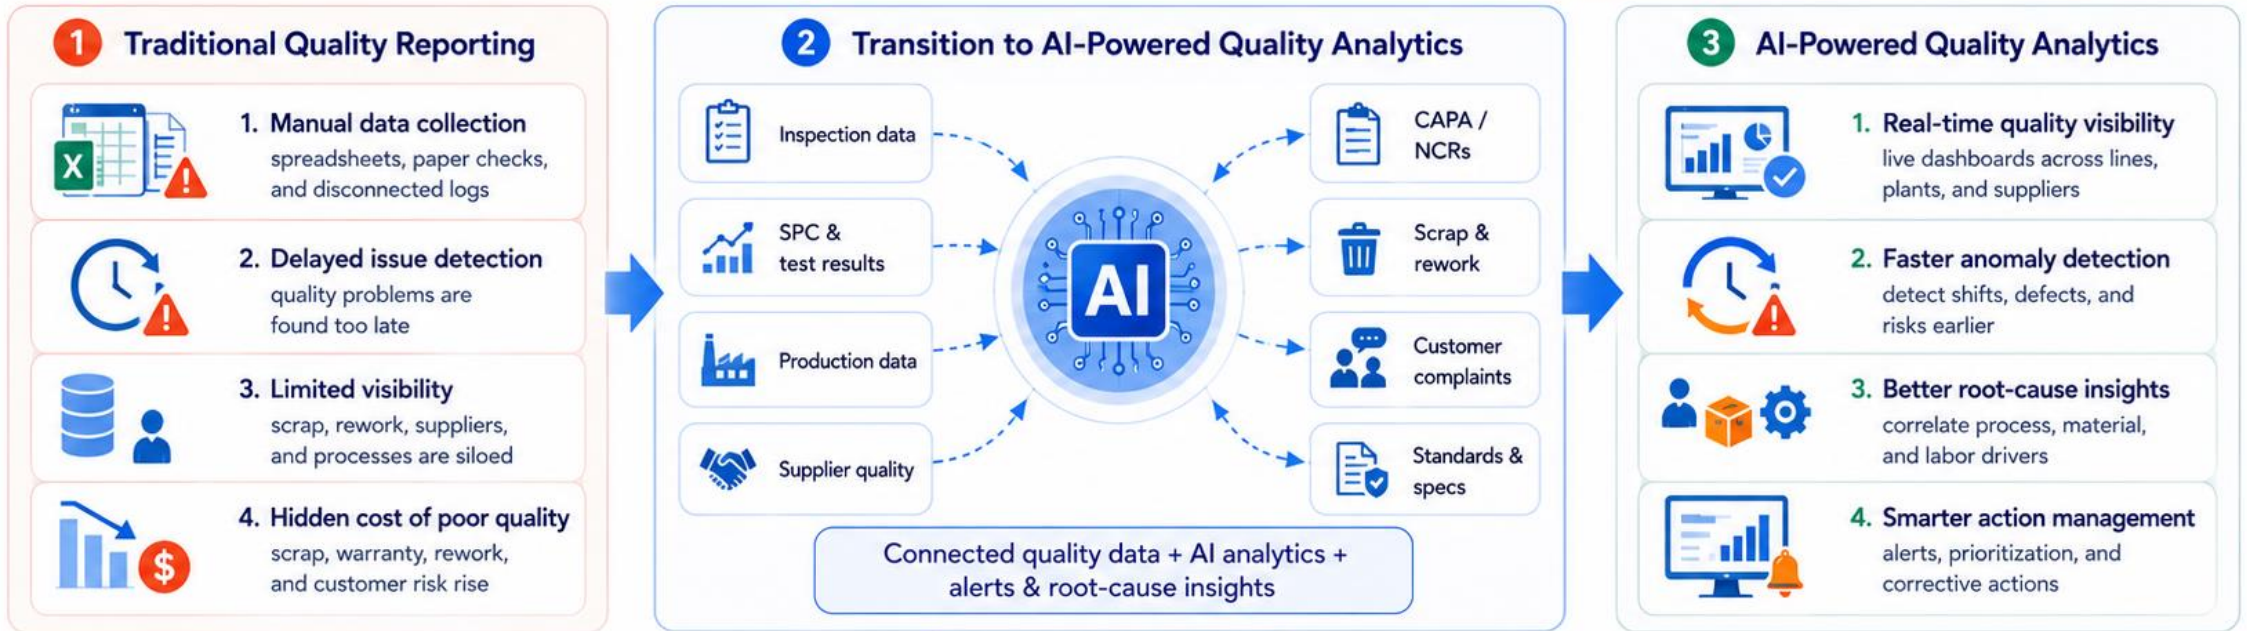 1 Traditional Quality Reporting
1. Manual data collection
spreadsheets, paper checks,
and disconnected logs
X
2. Delayed issue detection
quality problems are
found too late
3. Limited visibility
scrap, rework, suppliers,
and processes are siloed
4. Hidden cost of poor quality
scrap, warranty, rework,
and customer risk rise
$
2 Transition to AI-Powered Quality Analytics
Inspection data
SPC &
test results
Production data
Supplier quality
AI
CAPA /
NCRs
Scrap &
rework
Customer
complaints
Standards &
specs
Connected quality data + AI analytics +
alerts & root-cause insights
3 AI-Powered Quality Analytics
1. Real-time quality visibility
live dashboards across lines,
plants, and suppliers
2. Faster anomaly detection
detect shifts, defects, and
risks earlier
3. Better root-cause insights
correlate process, material,
and labor drivers
4. Smarter action management
alerts, prioritization, and
corrective actions